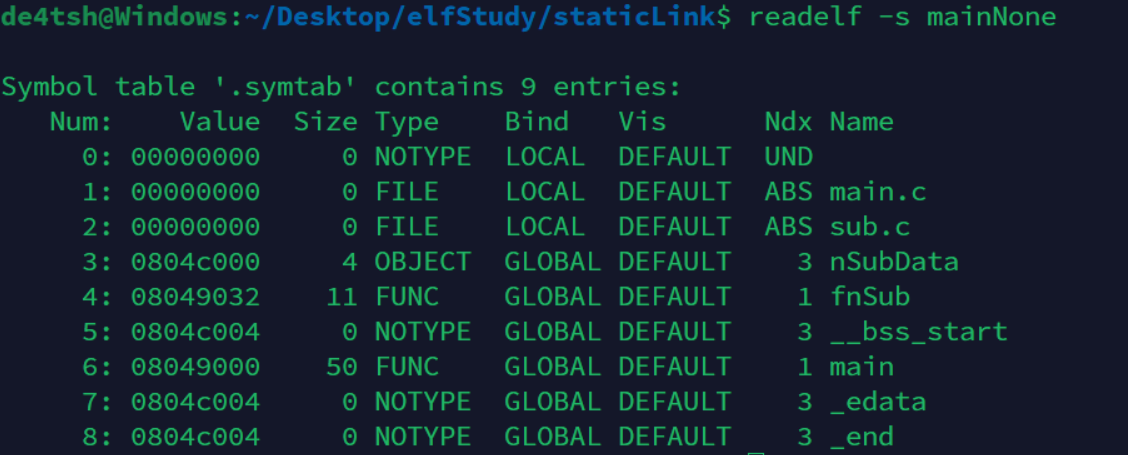 de4tsh@Windows:~/Desktop/elfStudy/staticLink$ readelf -s mainNone
Symbol table '.symtab' contains 9 entries:
   Num:    Value  Size Type    Bind   Vis      Ndx Name
     0: 00000000     0 NOTYPE  LOCAL  DEFAULT  UND
     1: 00000000     0 FILE    LOCAL  DEFAULT  ABS main.c
     2: 00000000     0 FILE    LOCAL  DEFAULT  ABS sub.c
     3: 0804c000     4 OBJECT  GLOBAL DEFAULT    3 nSubData
     4: 08049032    11 FUNC    GLOBAL DEFAULT    1 fnSub
     5: 0804c004     0 NOTYPE  GLOBAL DEFAULT    3 __bss_start
     6: 08049000    50 FUNC    GLOBAL DEFAULT    1 main
     7: 0804c004     0 NOTYPE  GLOBAL DEFAULT    3 _edata
     8: 0804c004     0 NOTYPE  GLOBAL DEFAULT    3 _end